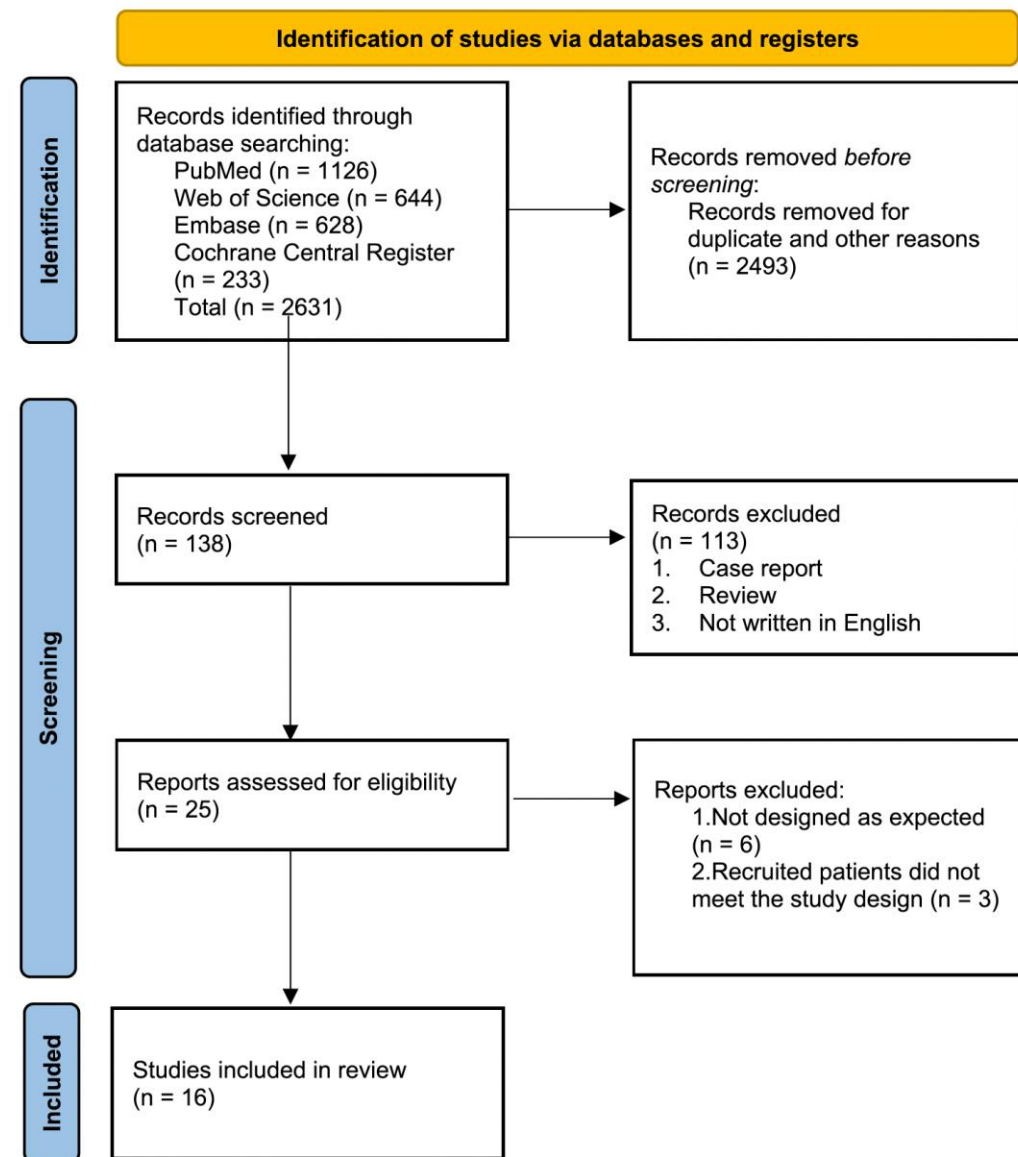 Identification of studies via databases and registers
Identification
Records identified through
database searching:
PubMed (n = 1126)
Web of Science (n = 644)
Embase (n = 628)
Cochrane Central Register
(n = 233)
Total (n = 2631)
Records removed before
screening:
Records removed for
duplicate and other reasons
(n = 2493)
Screening
Records screened
(n = 138)
Records excluded
(n = 113)
1. Case report
2. Review
3. Not written in English
Reports assessed for eligibility
(n = 25)
Reports excluded:
1.Not designed as expected
(n = 6)
2.Recruited patients did not
meet the study design (n = 3)
Included
Studies included in review
(n = 16)